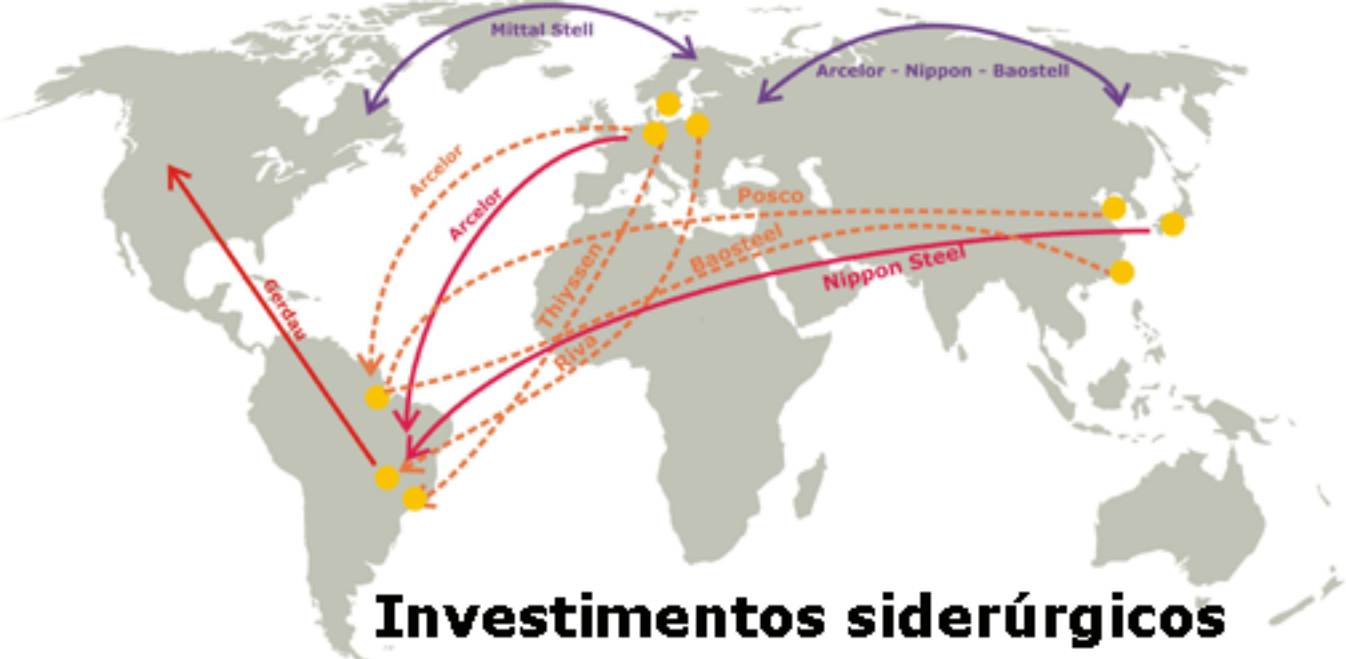 Mittal Stell
Arcelor - Nippon - Baostell
Arcelor
Arcelor
Posco
Baosteel
Nippon Steel
Thiyssen
Riva
Gerdau
Investimentos siderúrgicos